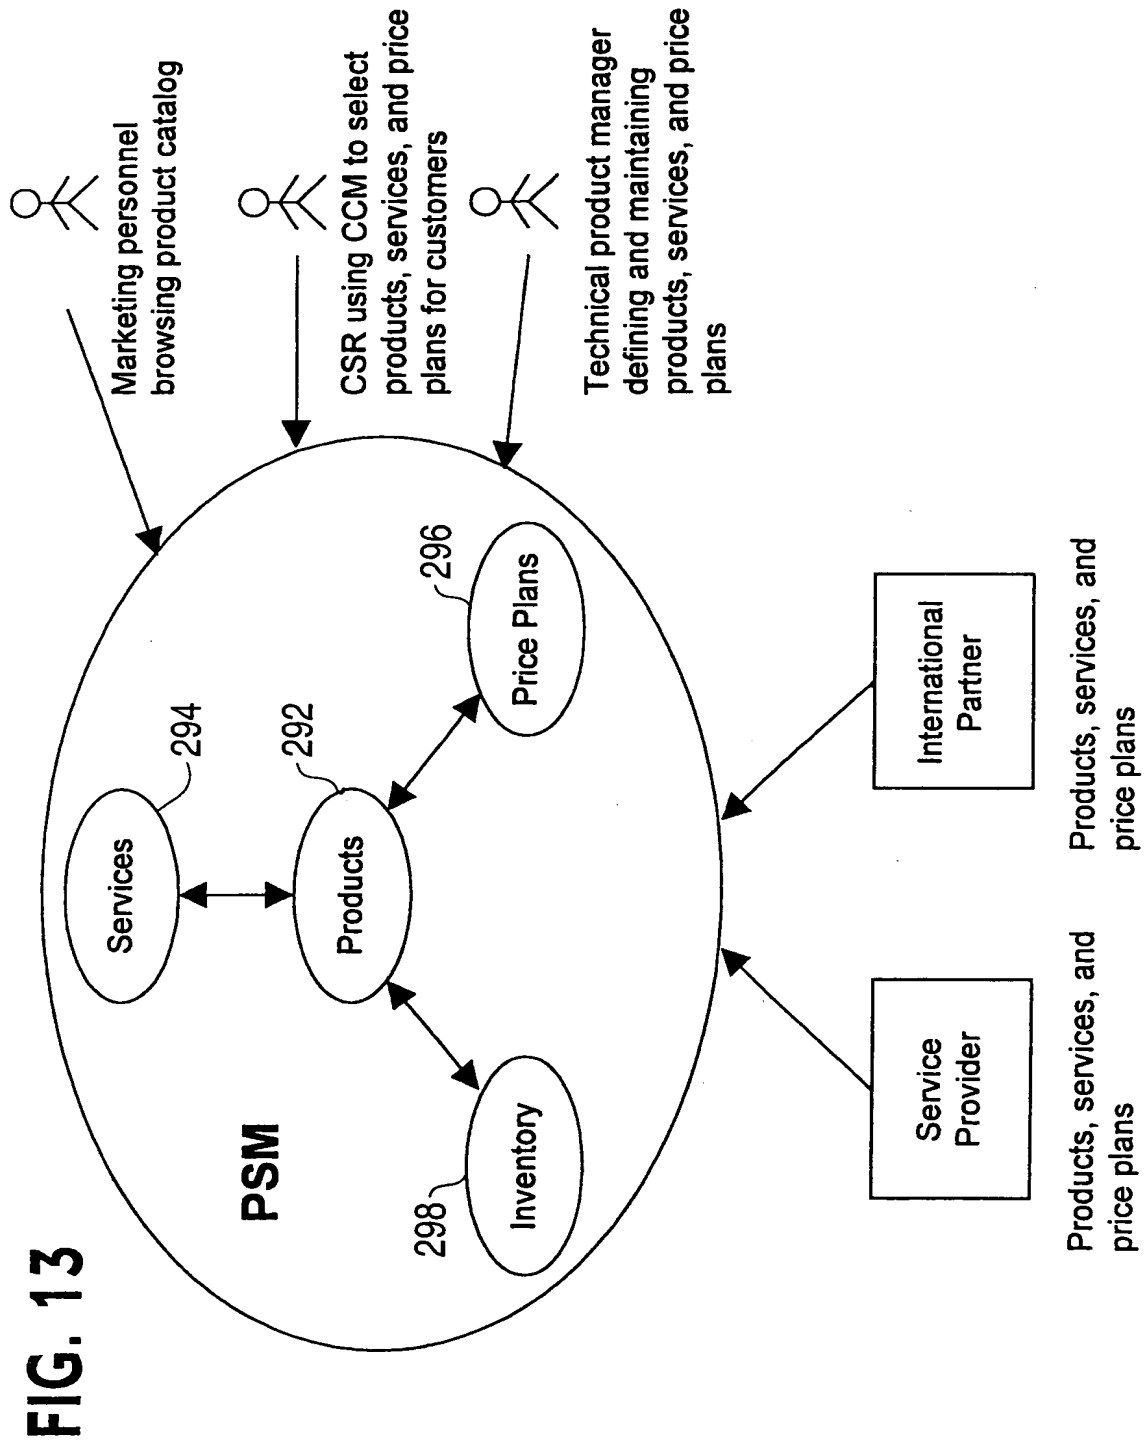 FIG. 13
PSM
Services
294
Products
292
Inventory
298
Price Plans
296
Marketing personnel
browsing product catalog
CSR using CCM to select
products, services, and price
plans for customers
Technical product manager
defining and maintaining
products, services, and price
plans
Service
Provider
Products, services, and
price plans
International
Partner
Products, services, and
price plans